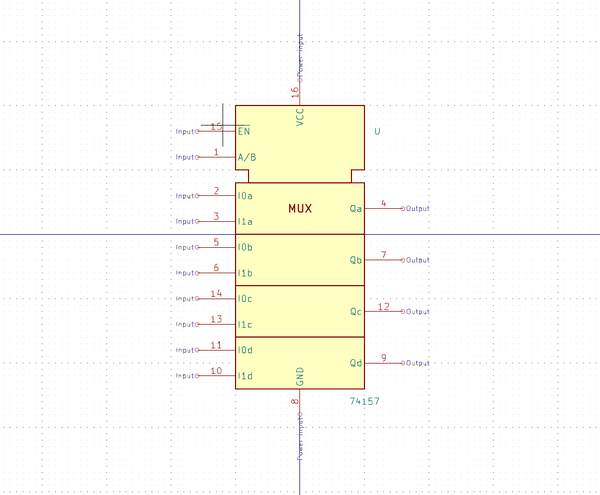 Power input
16
VCC
Input 15 EN
U
Input 1 A/B
Input 2 I0a
MUX
Qa 4 Output
Input 3 I1a
Input 5 I0b
Qb 7 Output
Input 6 I1b
Input 14 I0c
Qc 12 Output
Input 13 I1c
Input 11 I0d
Qd 9 Output
Input 10 I1d
GND
8
74157
Power input